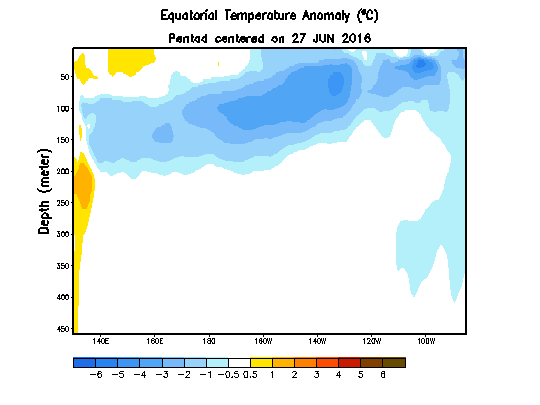 Equatorial Temperature Anomaly (°C)
Pentad centered on 27 JUN 2016
Depth (meter)
50
100
150
200
250
300
350
400
450
140E 160E 180 160W 140W 120W 100W
-6 -5 -4 -3 -2 -1 -0.5 0.5 1 2 3 4 5 6